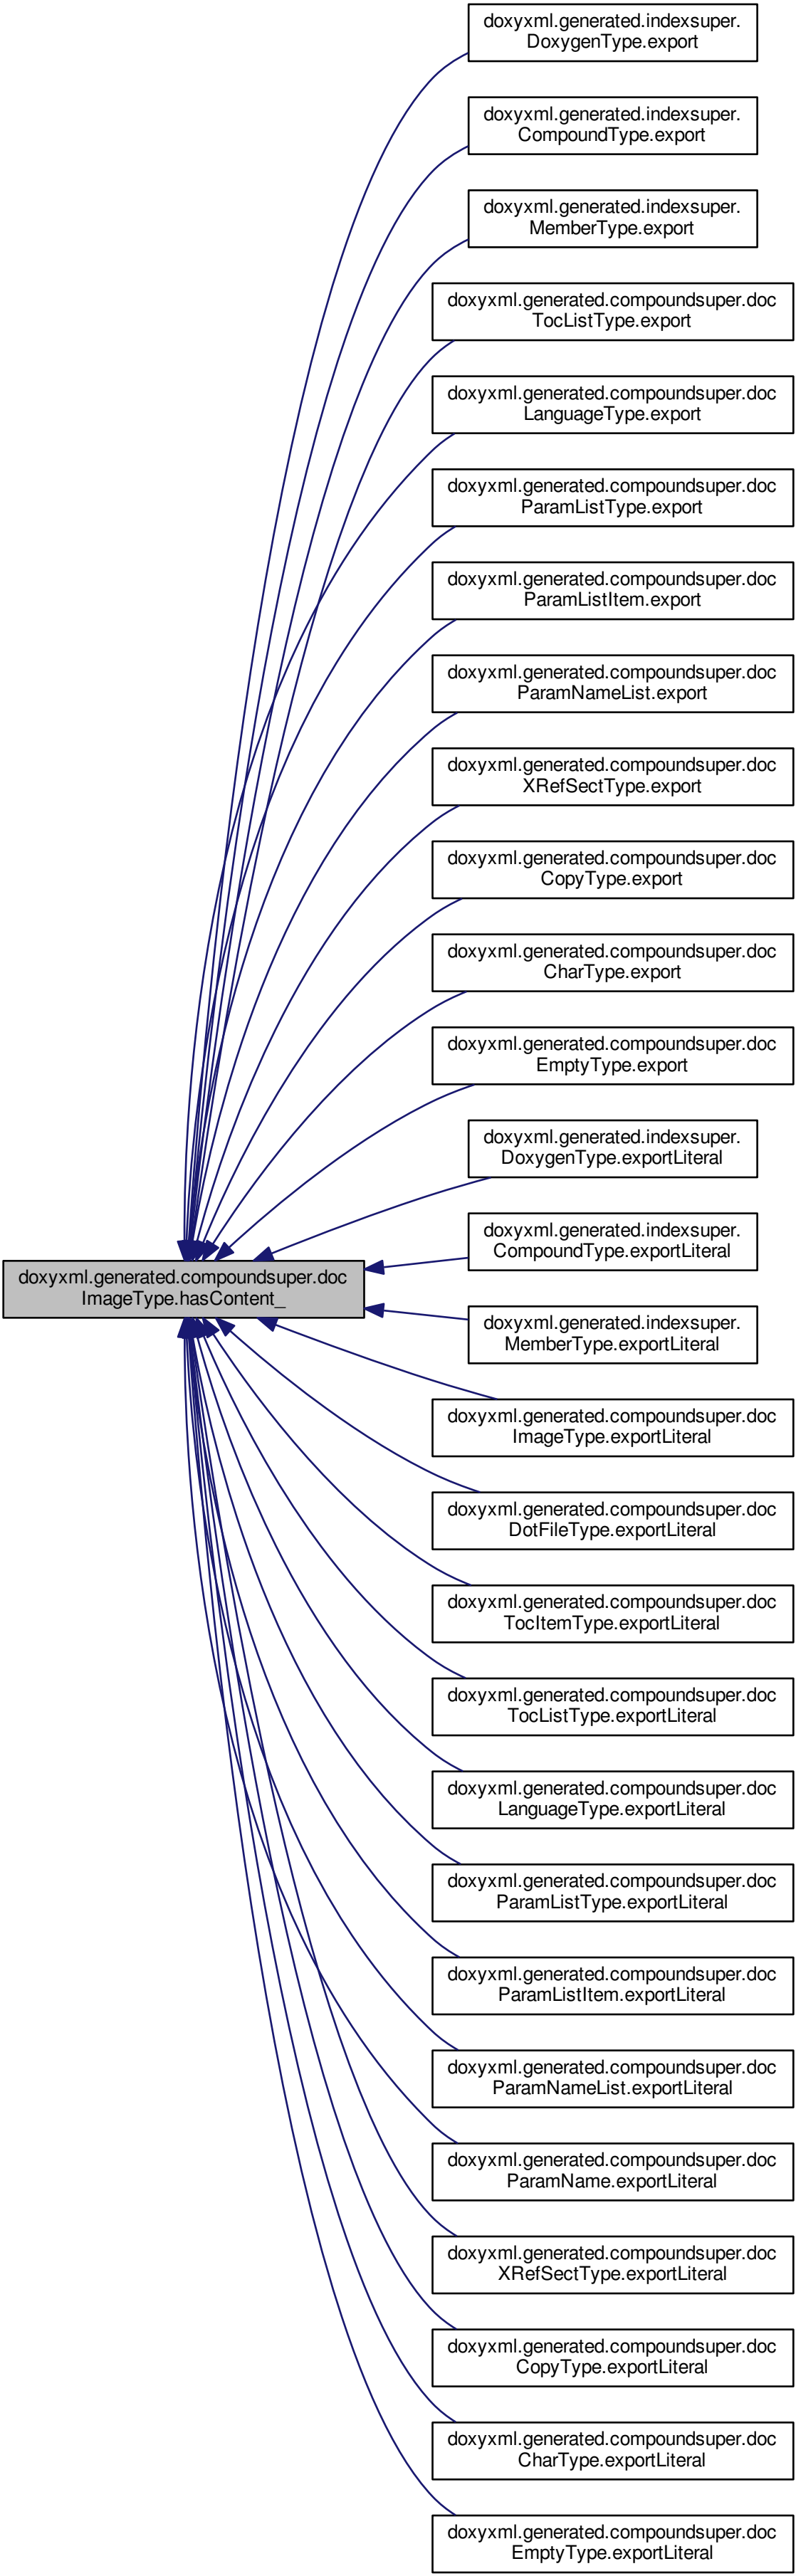 doxyxml.generated.indexsuper.
DoxygenType.export
doxyxml.generated.indexsuper.
CompoundType.export
doxyxml.generated.indexsuper.
MemberType.export
doxyxml.generated.compoundsuper.doc
TocListType.export
doxyxml.generated.compoundsuper.doc
LanguageType.export
doxyxml.generated.compoundsuper.doc
ParamListType.export
doxyxml.generated.compoundsuper.doc
ParamListItem.export
doxyxml.generated.compoundsuper.doc
ParamNameList.export
doxyxml.generated.compoundsuper.doc
XRefSectType.export
doxyxml.generated.compoundsuper.doc
CopyType.export
doxyxml.generated.compoundsuper.doc
CharType.export
doxyxml.generated.compoundsuper.doc
EmptyType.export
doxyxml.generated.indexsuper.
DoxygenType.exportLiteral
doxyxml.generated.indexsuper.
CompoundType.exportLiteral
doxyxml.generated.compoundsuper.doc
ImageType.hasContent_
doxyxml.generated.indexsuper.
MemberType.exportLiteral
doxyxml.generated.compoundsuper.doc
ImageType.exportLiteral
doxyxml.generated.compoundsuper.doc
DotFileType.exportLiteral
doxyxml.generated.compoundsuper.doc
TocItemType.exportLiteral
doxyxml.generated.compoundsuper.doc
TocListType.exportLiteral
doxyxml.generated.compoundsuper.doc
LanguageType.exportLiteral
doxyxml.generated.compoundsuper.doc
ParamListType.exportLiteral
doxyxml.generated.compoundsuper.doc
ParamListItem.exportLiteral
doxyxml.generated.compoundsuper.doc
ParamNameList.exportLiteral
doxyxml.generated.compoundsuper.doc
ParamName.exportLiteral
doxyxml.generated.compoundsuper.doc
XRefSectType.exportLiteral
doxyxml.generated.compoundsuper.doc
CopyType.exportLiteral
doxyxml.generated.compoundsuper.doc
CharType.exportLiteral
doxyxml.generated.compoundsuper.doc
EmptyType.exportLiteral